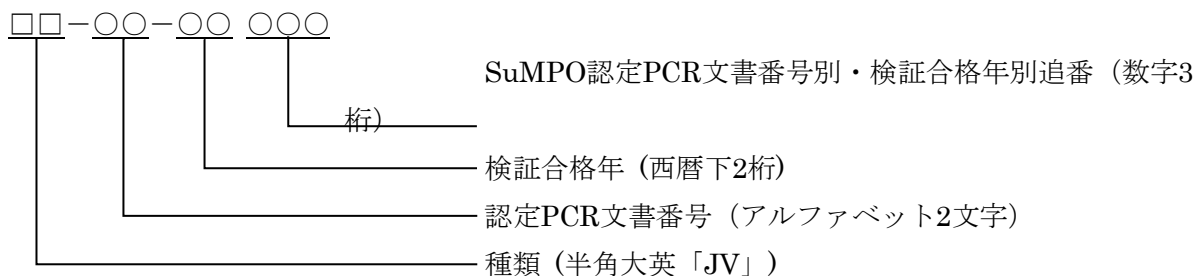 □□－○○－○○ ○○○
SuMPO認定PCR文書番号別・検証合格年別追番（数字3
桁）
検証合格年 (西暦下2桁)
認定PCR文書番号（アルファベット2文字）
種類 (半角大英「JV」)